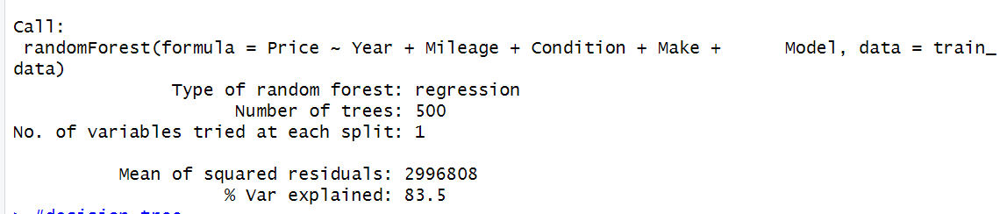 Call:
 randomForest(formula = Price ~ Year + Mileage + Condition + Make +      Model, data = train_
data)
               Type of random forest: regression
                     Number of trees: 500
No. of variables tried at each split: 1
          Mean of squared residuals: 2996808
                    % Var explained: 83.5
> #decision tree